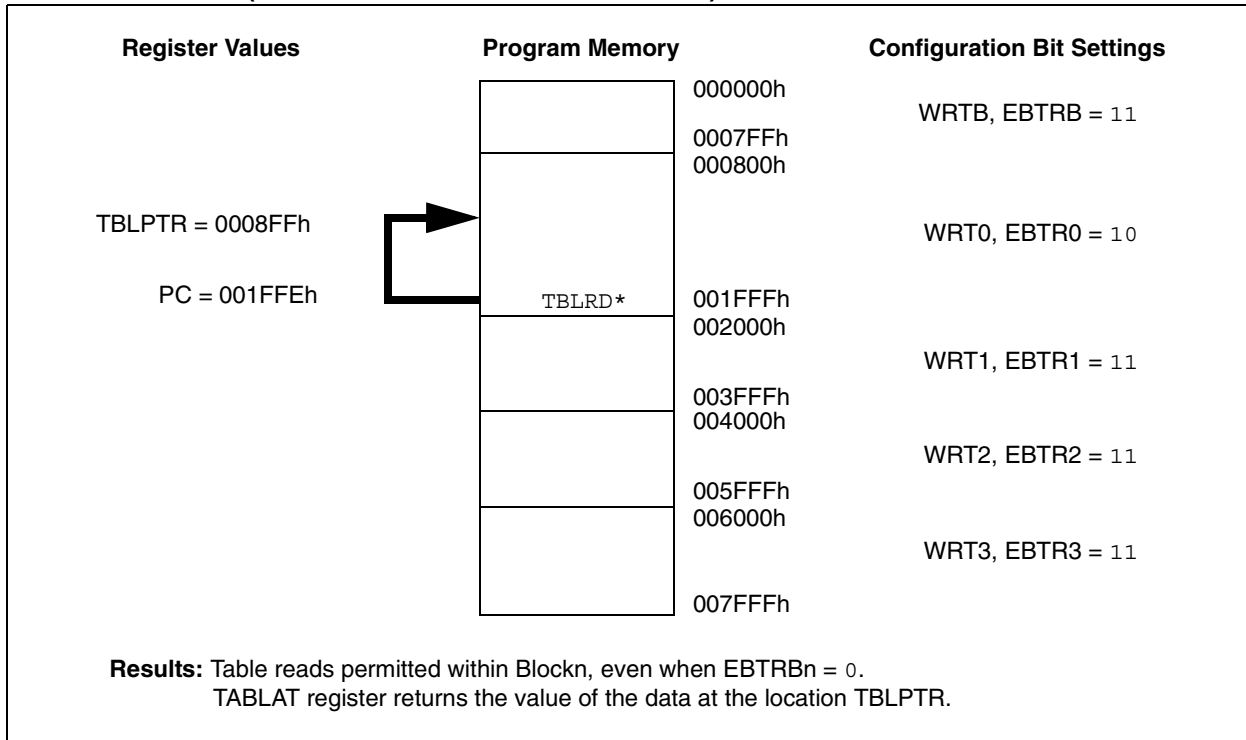 Register Values Program Memory Configuration Bit Settings
000000h
WRTB, EBTRB = 11
0007FFh
000800h
TBLPTR = 0008FFh
WRT0, EBTR0 = 10
PC = 001FFEh
TBLRD* 001FFFh
002000h
WRT1, EBTR1 = 11
003FFFh
004000h
WRT2, EBTR2 = 11
005FFFh
006000h
WRT3, EBTR3 = 11
007FFFh
Results: Table reads permitted within Blockn, even when EBTRBn = 0.
TABLAT register returns the value of the data at the location TBLPTR.